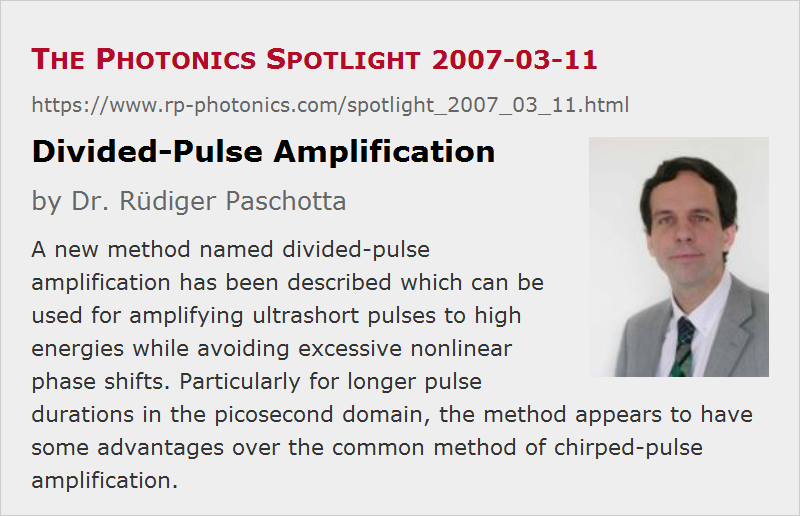 The Photonics Spotlight 2007-03-11
https://www.rp-photonics.com/spotlight_2007_03_11.html
Divided-Pulse Amplification
by Dr. Rüdiger Paschotta
A new method named divided-pulse
amplification has been described which can be
used for amplifying ultrashort pulses to high
energies while avoiding excessive nonlinear
phase shifts. Particularly for longer pulse
durations in the picosecond domain, the method appears to have
some advantages over the common method of chirped-pulse
amplification.